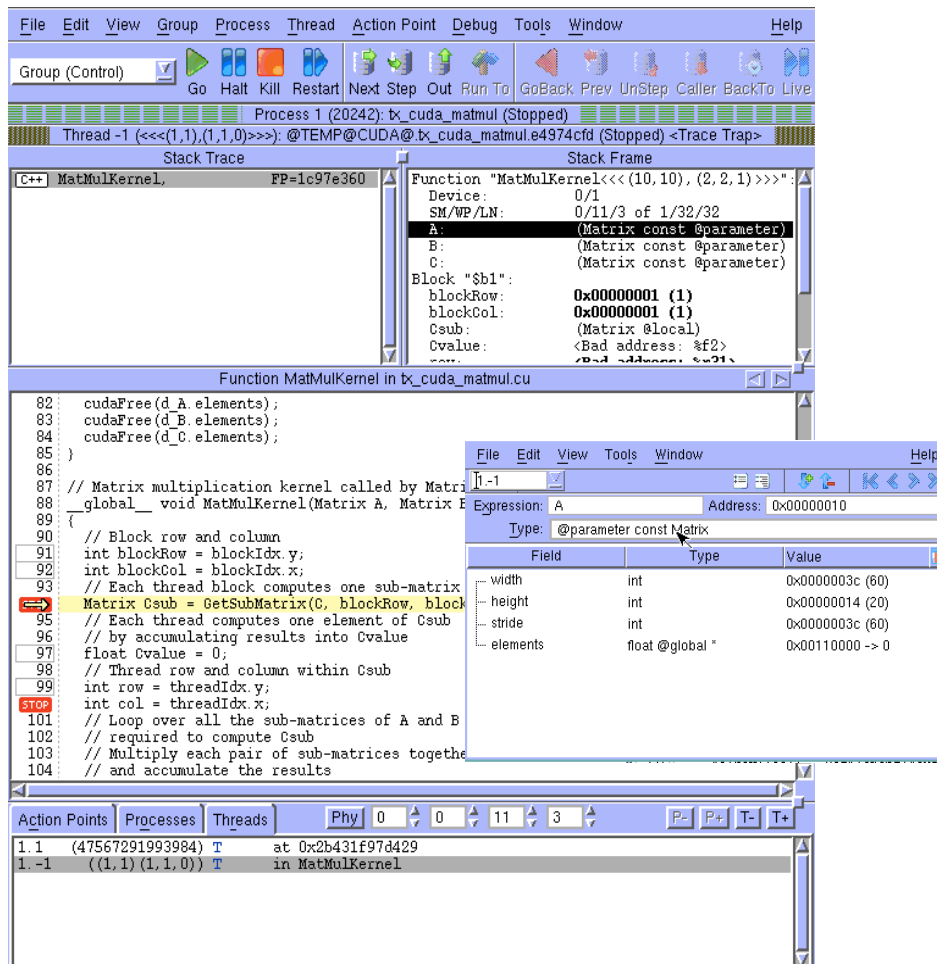 File Edit View Group Process Thread Action Point Debug Tools Window Help
Group (Control)
Go Halt Kill Restart Next Step Out Run To GoBack Prev UnStep Caller BackTo Live
Process 1 (20242): tx_cuda_matmul (Stopped)
Thread -1 (<<<(1,1),(1,1,0)>>>): @TEMP@CUDA@.tx_cuda_matmul.e4974cfd (Stopped) <Trace Trap>
Stack Trace
C++ MatMulKernel, FP=1c97e360
Stack Frame
Function "MatMulKernel<<<(10,10),(2,2,1)>>>":
Device: 0/1
SM/WP/LN: 0/11/3 of 1/32/32
A: (Matrix const @parameter)
B: (Matrix const @parameter)
C: (Matrix const @parameter)
Block "$b1":
blockRow: 0x00000001 (1)
blockCol: 0x00000001 (1)
Csub: (Matrix @local)
Cvalue: <Bad address: %f2>
row: <Bad address: %r21>
Function MatMulKernel in tx_cuda_matmul.cu
82 cudaFree(d_A.elements);
83 cudaFree(d_B.elements);
84 cudaFree(d_C.elements);
85 }
86
87 // Matrix multiplication kernel called by Matri
88 __global__ void MatMulKernel(Matrix A, Matrix B
89 {
90 // Block row and column
91 int blockRow = blockIdx.y;
92 int blockCol = blockIdx.x;
93 // Each thread block computes one sub-matrix
Matrix Csub = GetSubMatrix(C, blockRow, block
95 // Each thread computes one element of Csub
96 // by accumulating results into Cvalue
97 float Cvalue = 0;
98 // Thread row and column within Csub
99 int row = threadIdx.y;
STOP int col = threadIdx.x;
101 // Loop over all the sub-matrices of A and B
102 // required to compute Csub
103 // Multiply each pair of sub-matrices togethe
104 // and accumulate the results
File Edit View Tools Window Help
1.-1
Expression: A Address: 0x00000010
Type: @parameter const Matrix
Field Type Value
width int 0x0000003c (60)
height int 0x00000014 (20)
stride int 0x0000003c (60)
elements float @global * 0x00110000 -> 0
Action Points Processes Threads Phy 0 0 11 3 P- P+ T- T+
1.1 (47567291993984) T at 0x2b431f97d429
1.-1 ((1,1)(1,1,0)) T in MatMulKernel